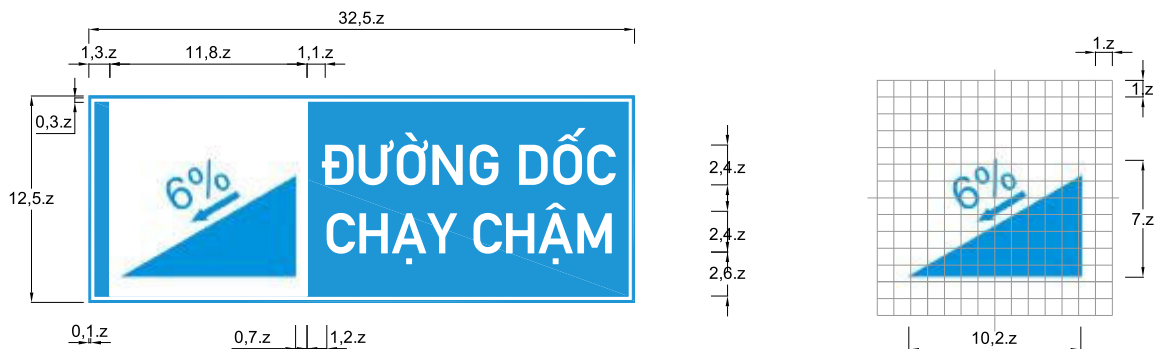 32,5.z
1,3.z 11,8.z 1,1.z
1.z
1.z
0,3.z
12,5.z
6%
ĐƯỜNG DỐC
CHẠY CHẬM
2,4.z
2,4.z
2,6.z
6%
7.z
0,1.z 0,7.z 1,2.z
10,2.z